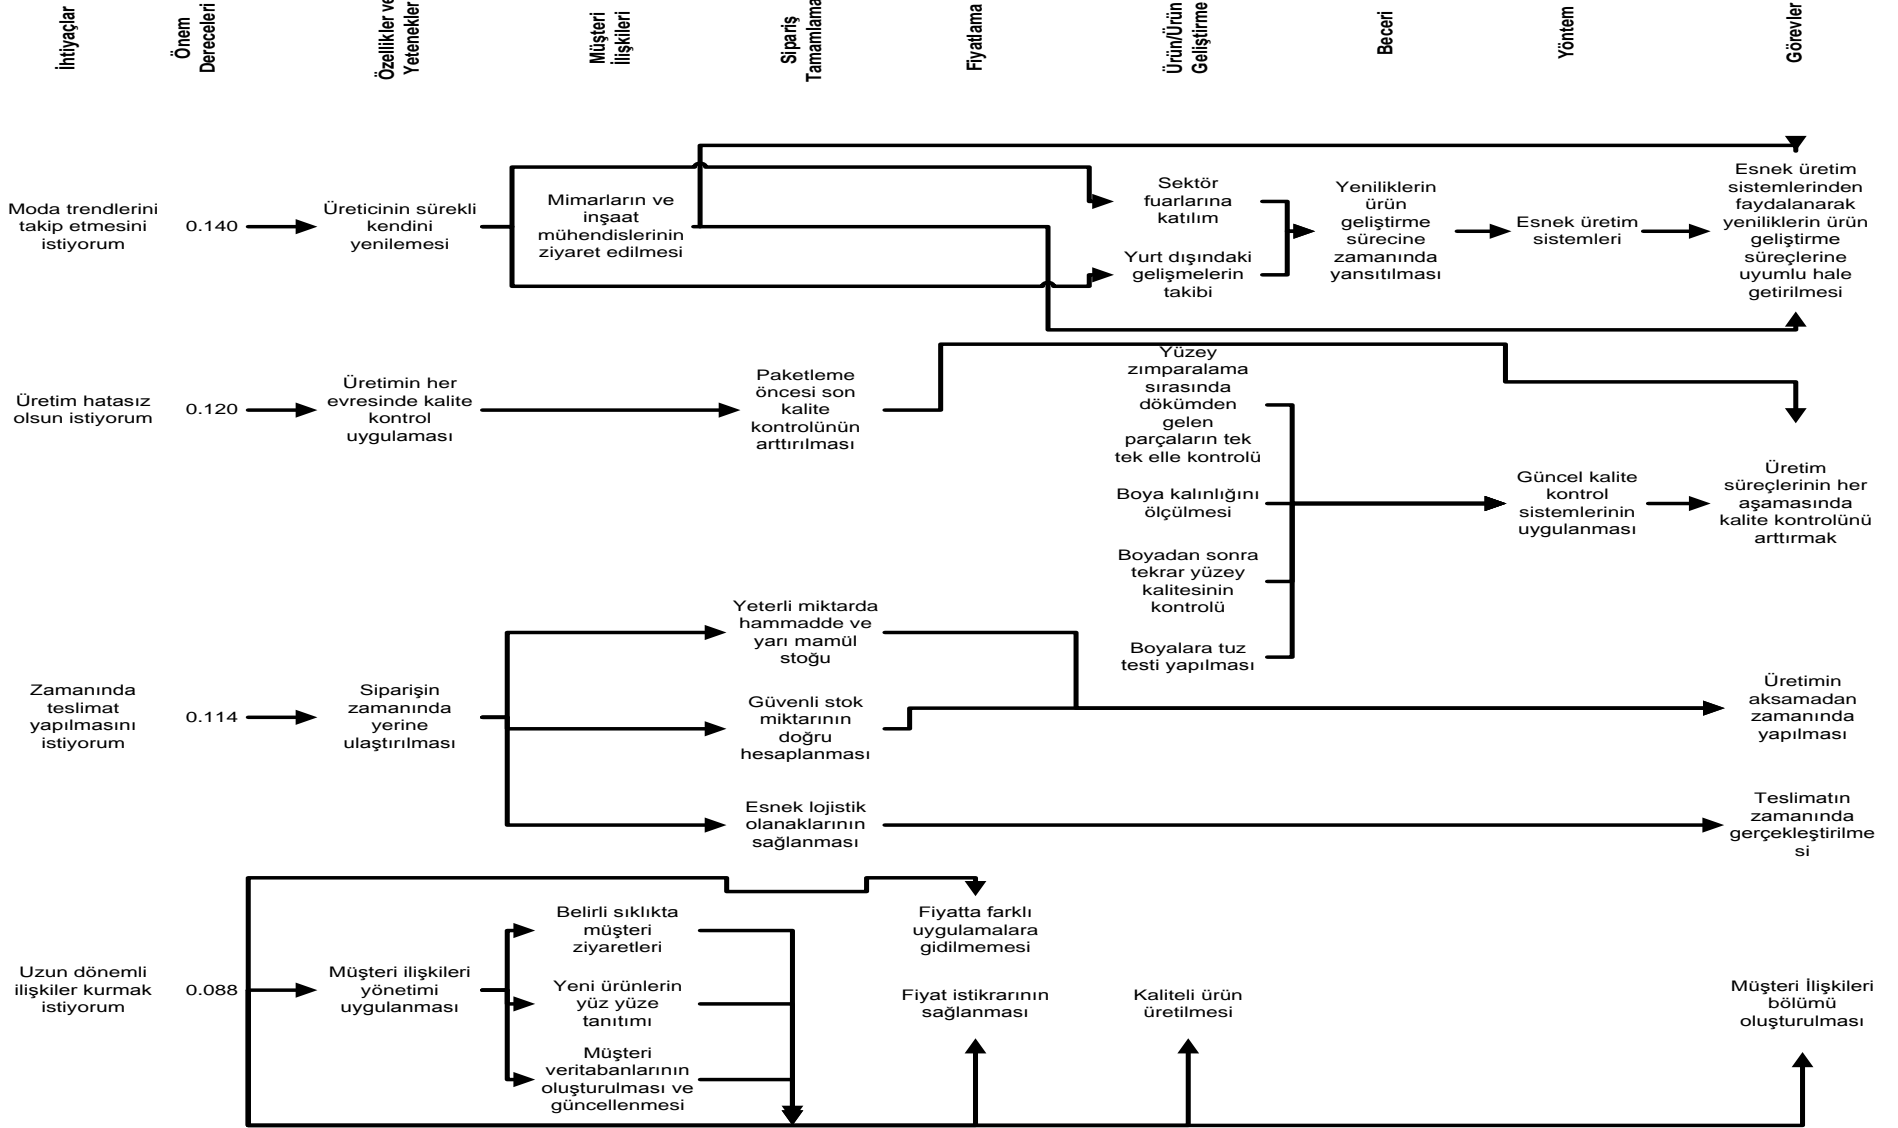 İhtiyaçlar
Önem
Dereceleri
Özellikler ve
Yetenekler
Müşteri
İlişkileri
Sipariş
Tamamlama
Fiyatlama
Ürün/Ürün
Geliştirme
Beceri
Yöntem
Görevler
Moda trendlerini
takip etmesini
istiyorum
0.140
Üreticinin sürekli
kendini
yenilemesi
Mimarların ve
inşaat
mühendislerinin
ziyaret edilmesi
Sektör
fuarlarına
katılım
Yurt dışındaki
gelişmelerin
takibi
Yeniliklerin
ürün
geliştirme
sürecine
zamanında
yansıtılması
Esnek üretim
sistemleri
Esnek üretim
sistemlerinden
faydalanarak
yeniliklerin ürün
geliştirme
süreçlerine
uyumlu hale
getirilmesi
Üretim hatasız
olsun istiyorum
0.120
Üretimin her
evresinde kalite
kontrol
uygulaması
Paketleme
öncesi son
kalite
kontrolünün
arttırılması
Yüzey
zımparalama
sırasında
dökümden
gelen
parçaların tek
tek elle kontrolü
Boya kalınlığını
ölçülmesi
Boyadan sonra
tekrar yüzey
kalitesinin
kontrolü
Boyalara tuz
testi yapılması
Güncel kalite
kontrol
sistemlerinin
uygulanması
Üretim
süreçlerinin her
aşamasında
kalite kontrolünü
arttırmak
Zamanında
teslimat
yapılmasını
istiyorum
0.114
Siparişin
zamanında
yerine
ulaştırılması
Yeterli miktarda
hammadde ve
yarı mamül
stoğu
Güvenli stok
miktarının
doğru
hesaplanması
Esnek lojistik
olanaklarının
sağlanması
Üretimin
aksamadan
zamanında
yapılması
Teslimatın
zamanında
gerçekleştirilme
si
Uzun dönemli
ilişkiler kurmak
istiyorum
0.088
Müşteri ilişkileri
yönetimi
uygulanması
Belirli sıklıkta
müşteri
ziyaretleri
Yeni ürünlerin
yüz yüze
tanıtımı
Müşteri
veritabanlarının
oluşturulması ve
güncellenmesi
Fiyatta farklı
uygulamalara
gidilmemesi
Fiyat istikrarının
sağlanması
Kaliteli ürün
üretilmesi
Müşteri İlişkileri
bölümü
oluşturulması